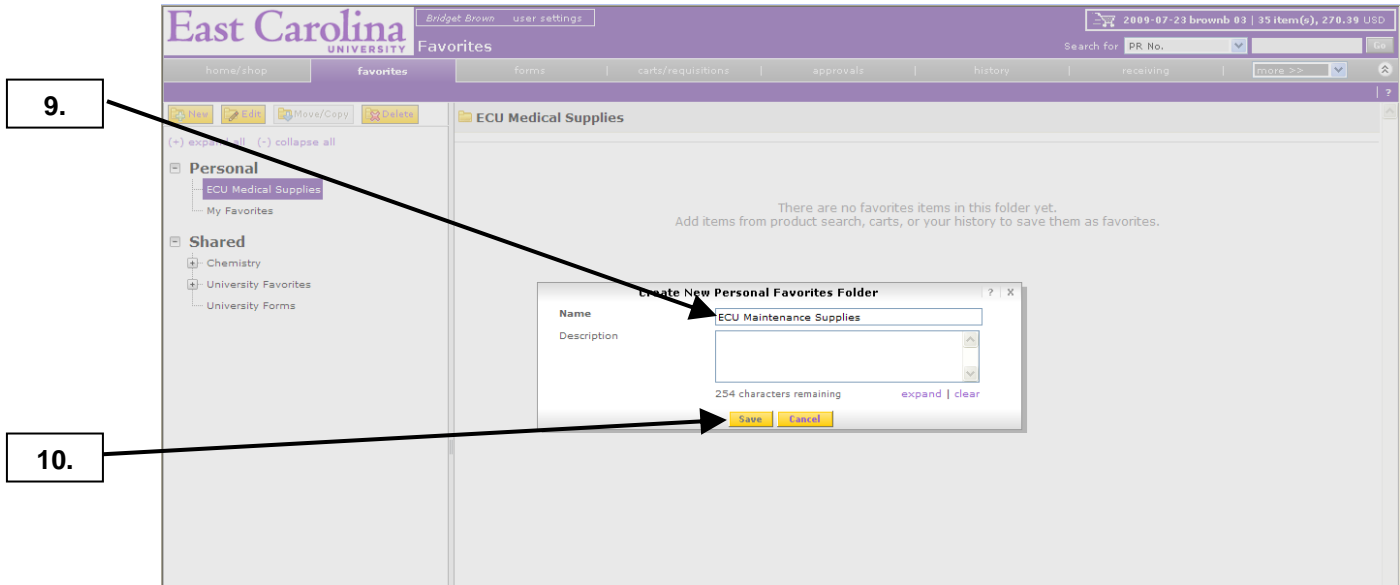 East Carolina
UNIVERSITY
Bridget Brown user settings
2009-07-23 brownb 03 | 35 item(s), 270.39 USD
Favorites
Search for PR No. Go
home/shop favorites forms | carts/requisitions | approvals | history | receiving | more >>
| ?
9.
New Edit Move/Copy Delete
ECU Medical Supplies
(+) expand all (-) collapse all
Personal
ECU Medical Supplies
My Favorites
There are no favorites items in this folder yet.
Add items from product search, carts, or your history to save them as favorites.
Shared
Chemistry
University Favorites
University Forms
Create New Personal Favorites Folder ? X
Name ECU Maintenance Supplies
Description
254 characters remaining expand | clear
Save Cancel
10.